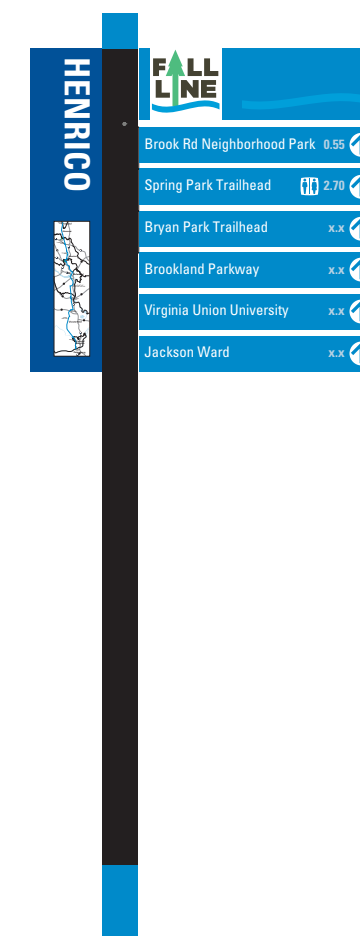 HENRICO
FALL
LINE
Brook Rd Neighborhood Park 0.55
Spring Park Trailhead 2.70
Bryan Park Trailhead x.x
Brookland Parkway x.x
Virginia Union University x.x
Jackson Ward x.x